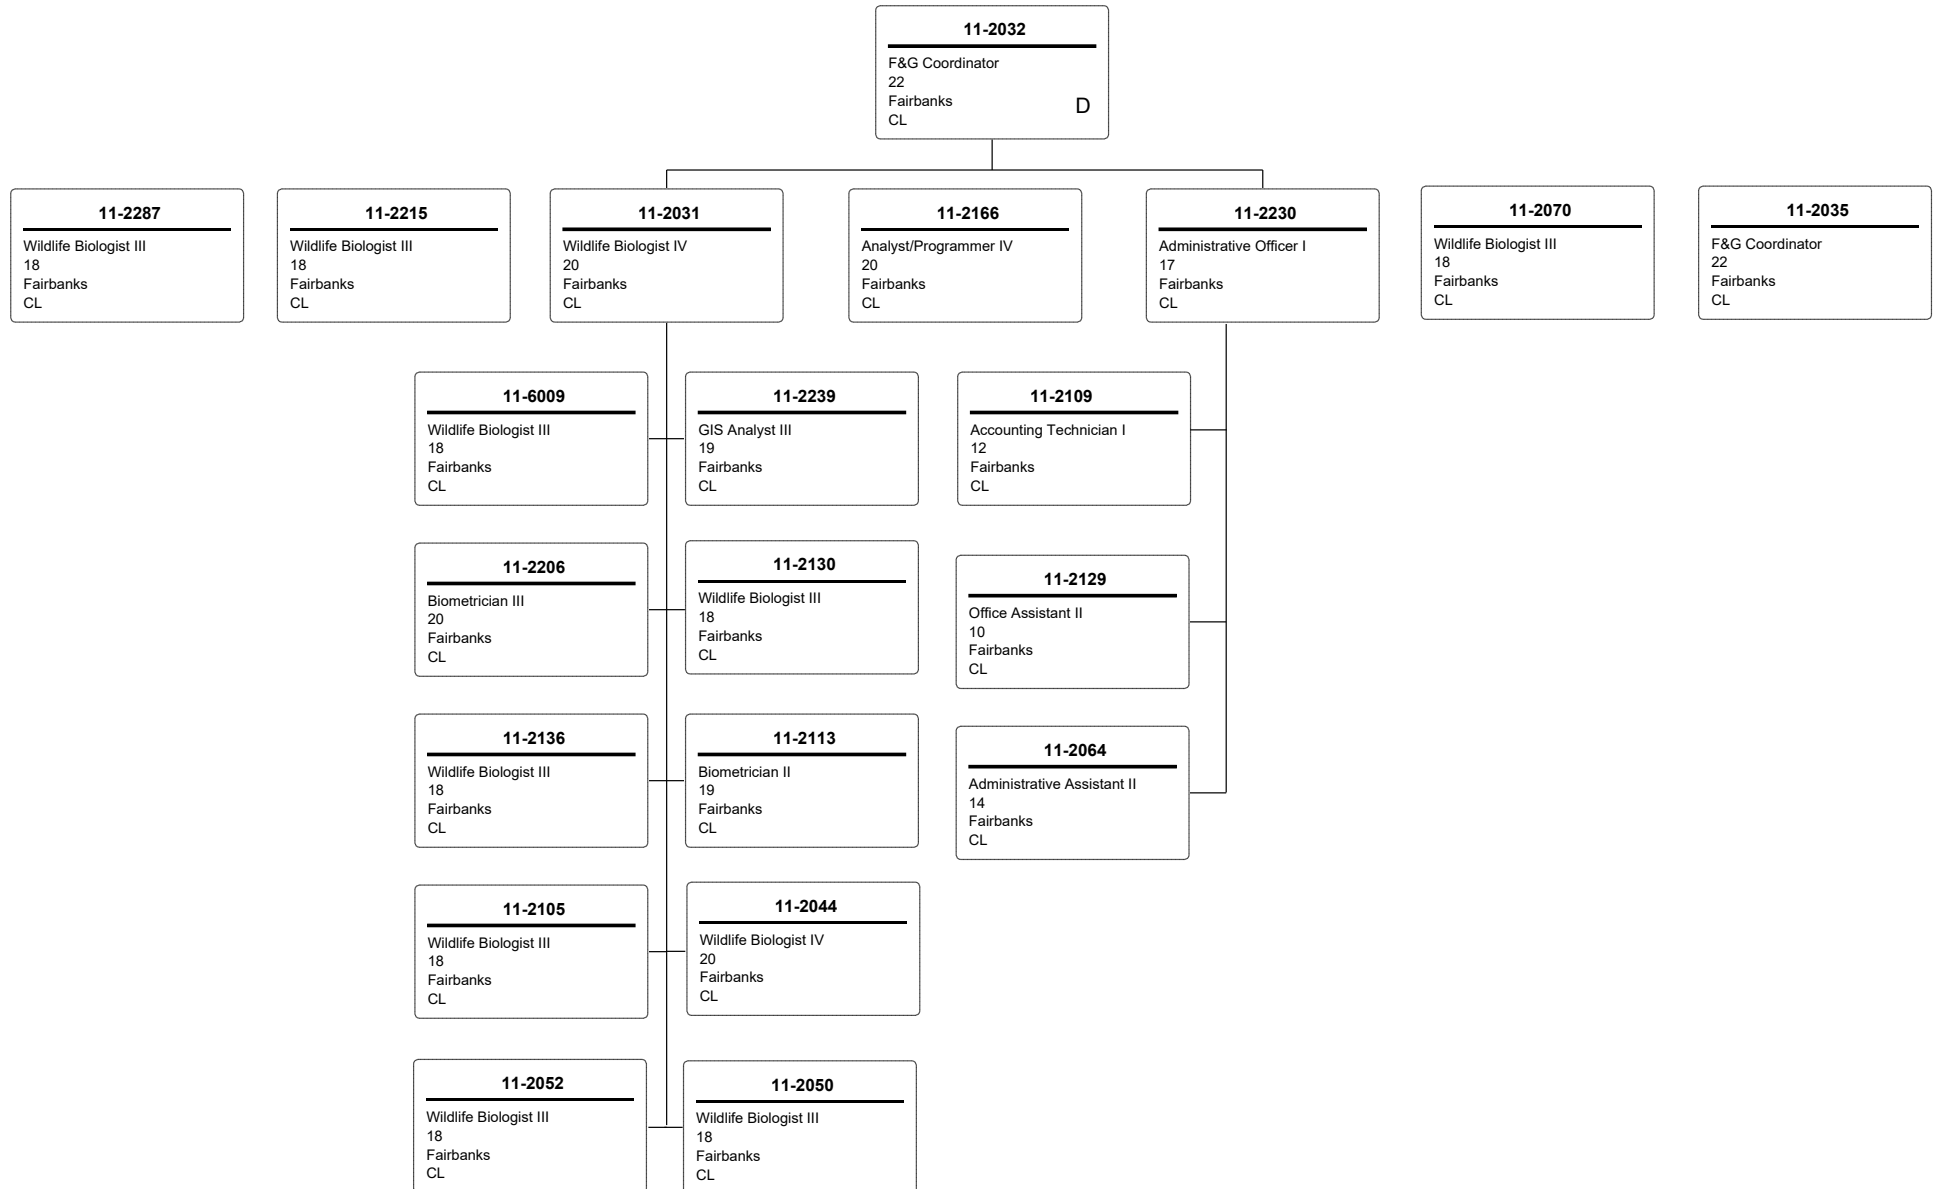 11-2032
F&G Coordinator
22
Fairbanks
CL
D
11-2287
Wildlife Biologist III
18
Fairbanks
CL
11-2215
Wildlife Biologist III
18
Fairbanks
CL
11-2031
Wildlife Biologist IV
20
Fairbanks
CL
11-2166
Analyst/Programmer IV
20
Fairbanks
CL
11-2230
Administrative Officer I
17
Fairbanks
CL
11-2070
Wildlife Biologist III
18
Fairbanks
CL
11-2035
F&G Coordinator
22
Fairbanks
CL
11-6009
Wildlife Biologist III
18
Fairbanks
CL
11-2239
GIS Analyst III
19
Fairbanks
CL
11-2109
Accounting Technician I
12
Fairbanks
CL
11-2206
Biometrician III
20
Fairbanks
CL
11-2130
Wildlife Biologist III
18
Fairbanks
CL
11-2129
Office Assistant II
10
Fairbanks
CL
11-2136
Wildlife Biologist III
18
Fairbanks
CL
11-2113
Biometrician II
19
Fairbanks
CL
11-2064
Administrative Assistant II
14
Fairbanks
CL
11-2105
Wildlife Biologist III
18
Fairbanks
CL
11-2044
Wildlife Biologist IV
20
Fairbanks
CL
11-2052
Wildlife Biologist III
18
Fairbanks
CL
11-2050
Wildlife Biologist III
18
Fairbanks
CL